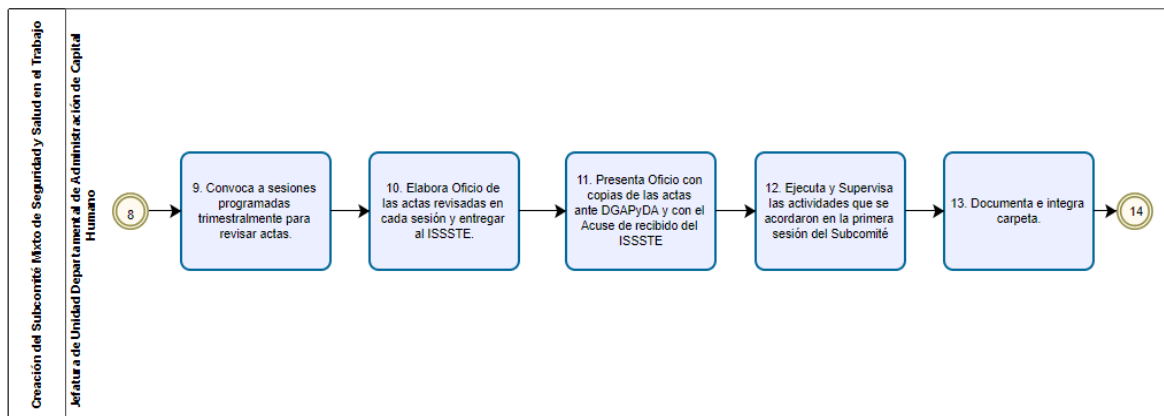 Creación del Subcomité Mixto de Seguridad y Salud en el Trabajo
Jefatura de Unidad Departamental de Administración de Capital
Humano
8
9. Convoca a sesiones
programadas
trimestralmente para
revisar actas.
10. Elabora Oficio de
las actas revisadas en
cada sesión y entregar
al ISSSTE.
11. Presenta Oficio con
copias de las actas
ante DGAPyDA y con el
Acuse de recibido del
ISSSTE
12. Ejecuta y Supervisa
las actividades que se
acordaron en la primera
sesión del Subcomité
13. Documenta e integra
carpeta.
14